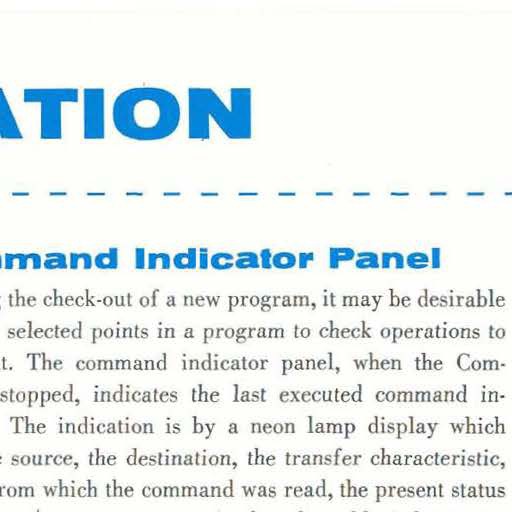 ATION
mmand Indicator Panel
the check-out of a new program, it may be desirable
selected points in a program to check operations to
t. The command indicator panel, when the Com-
stopped, indicates the last executed command in-
The indication is by a neon lamp display which
source, the destination, the transfer characteristic,
rom which the command was read, the present status